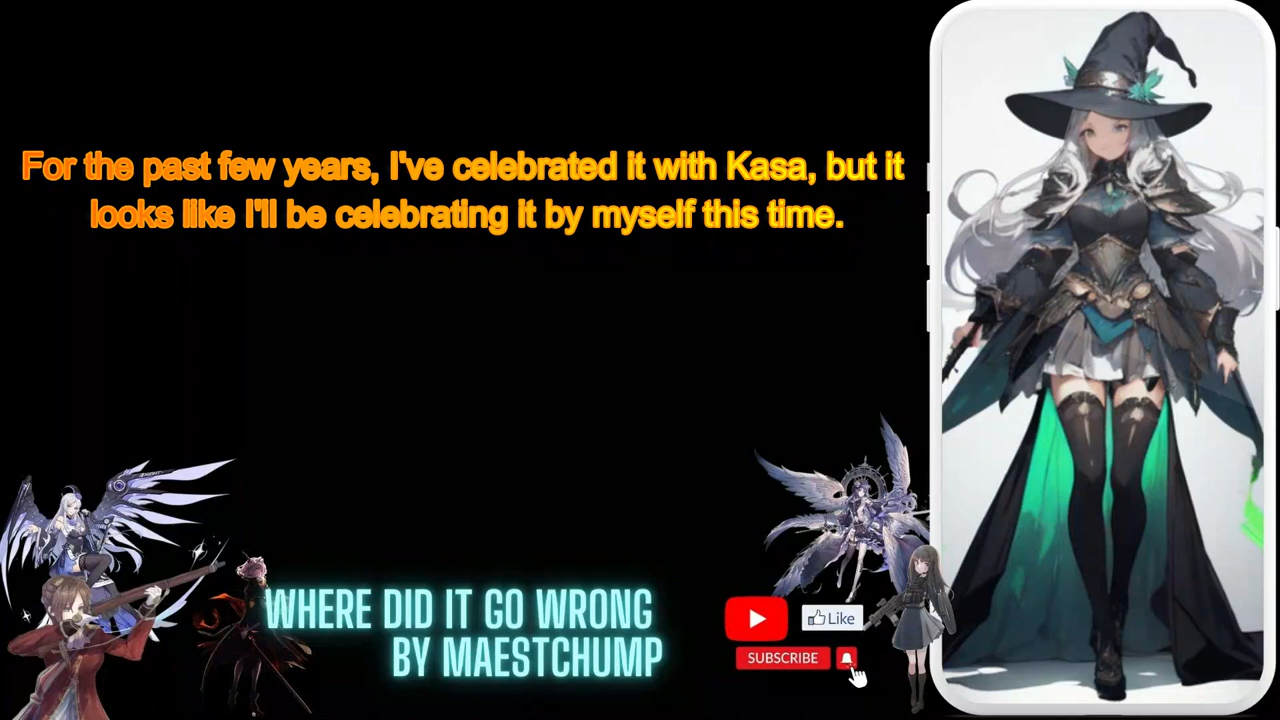 For the past few years, I've celebrated it with Kasa, but it
looks like I'll be celebrating it by myself this time.
WHERE DID IT GO WRONG
BY MAESTCHUMP
Like
SUBSCRIBE